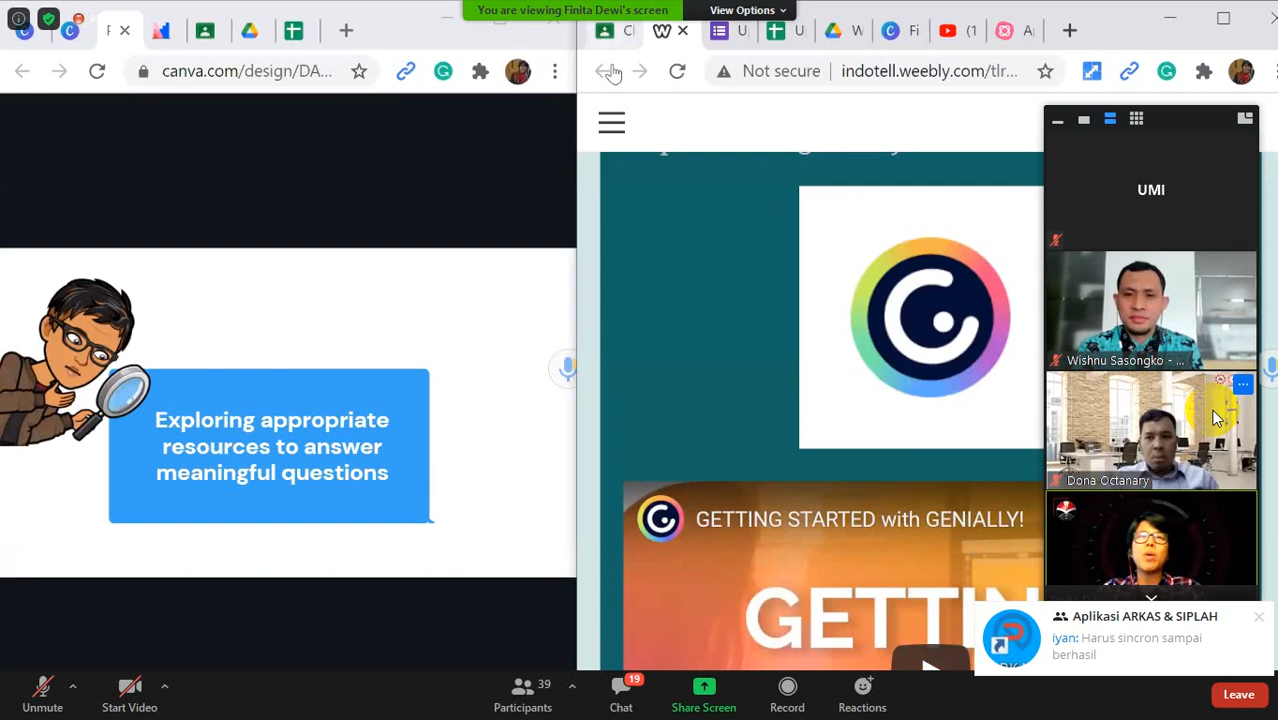 You are viewing Finita Dewi's screen
View Options
canva.com/design/DA...
Not secure
indotell.weebly.com/tlr...
Exploring appropriate
resources to answer
meaningful questions
GETTING STARTED with GENIALLY!
GETTIN
UMI
Wishnu Sasongko - ...
Dona Octanary
Aplikasi ARKAS & SIPLAH
iyan: Harus sincron sampai
berhasil
Unmute
Start Video
Participants
39
Chat
19
Share Screen
Record
Reactions
Leave